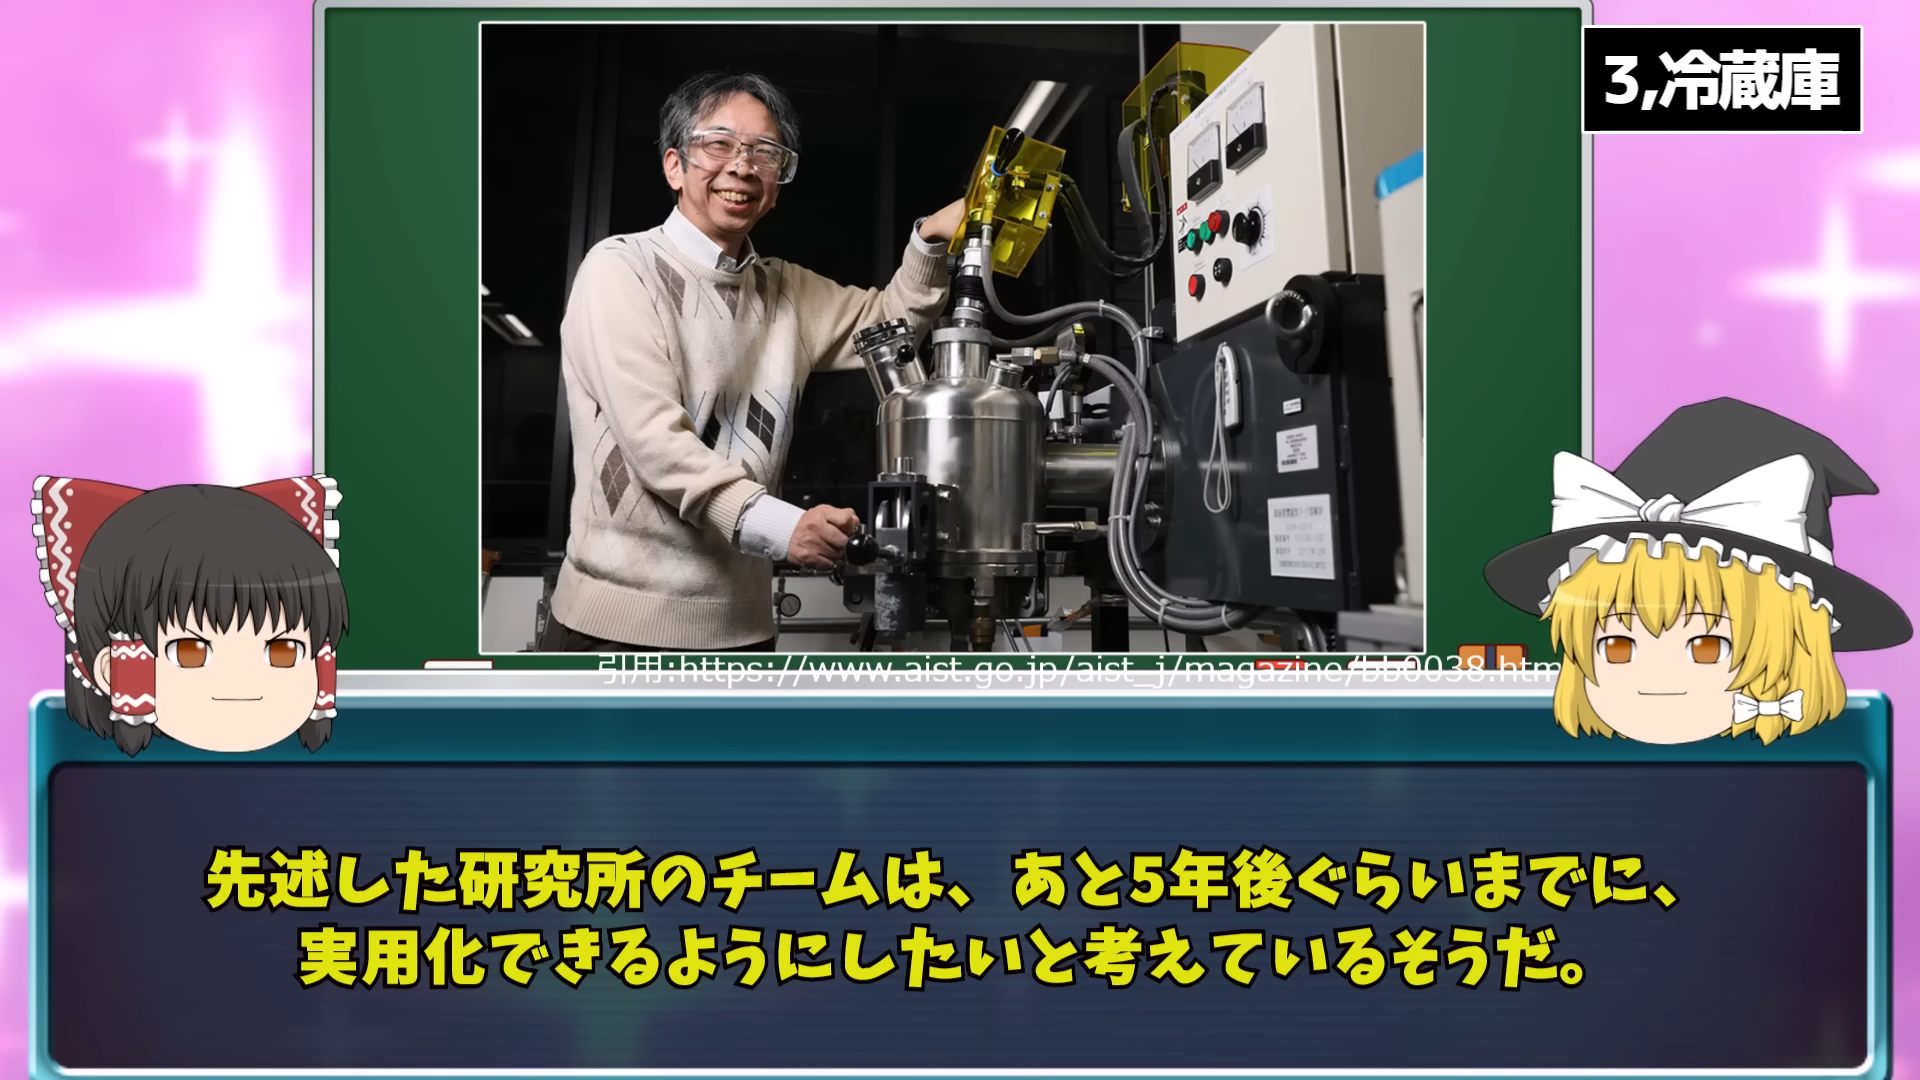 3,冷蔵庫
引用:https://www.aist.go.jp/aist_j/magazine/bb0038.htm
先述した研究所のチームは、あと5年後ぐらいまでに、
実用化できるようにしたいと考えているそうだ。